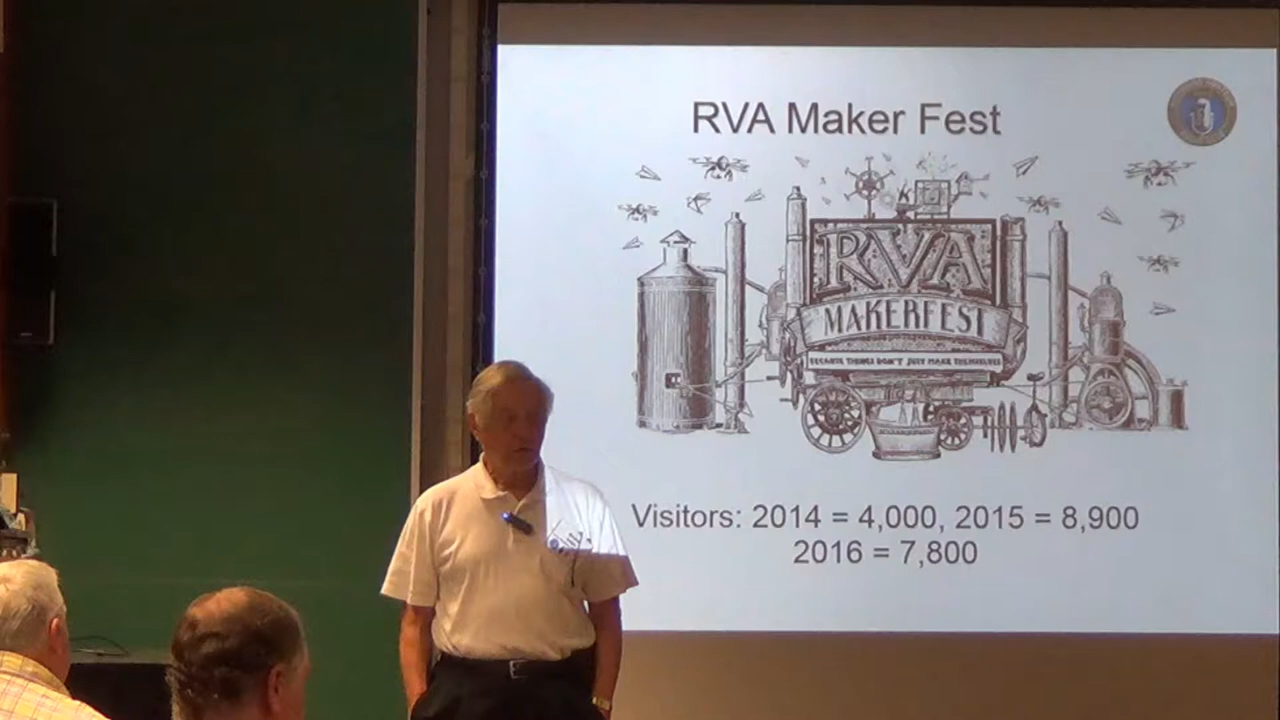 RVA Maker Fest
RVA
MAKERFEST
BECAUSE THINGS DON'T JUST MAKE THEMSELVES
Visitors: 2014 = 4,000, 2015 = 8,900
2016 = 7,800